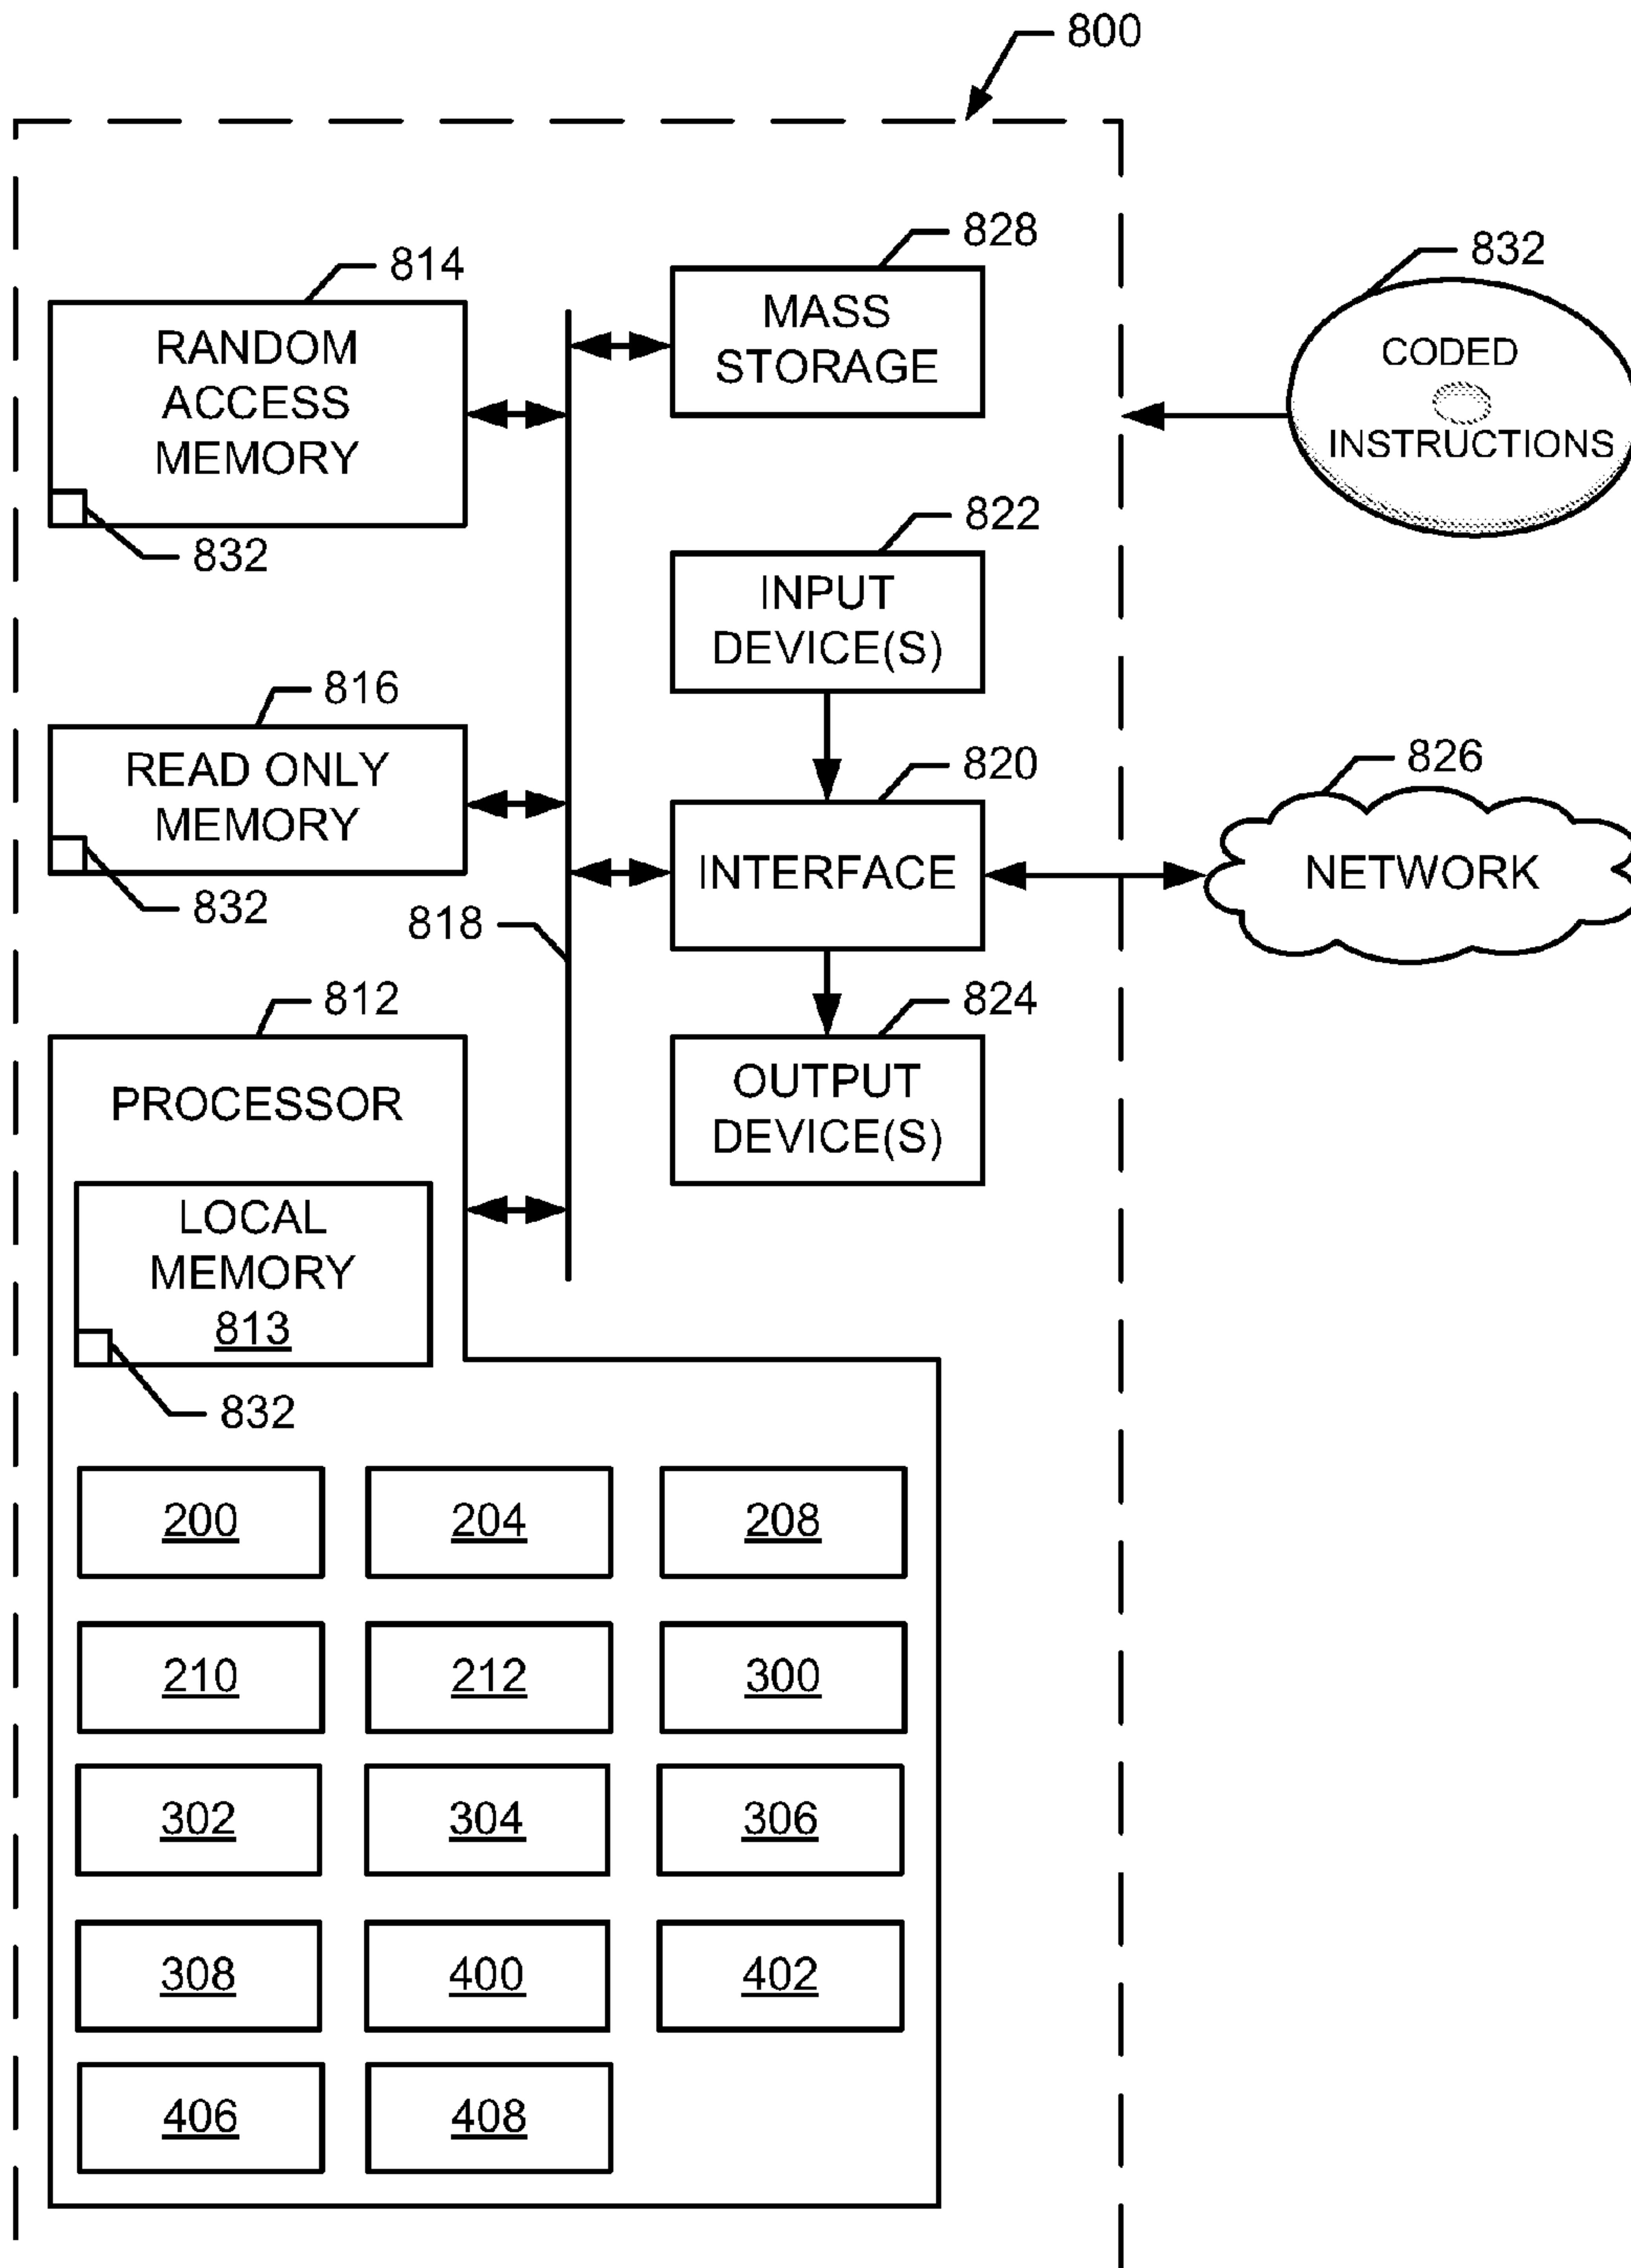 800
828
814
832
MASS
STORAGE
RANDOM
ACCESS
MEMORY
CODED
INSTRUCTIONS
832
822
INPUT
DEVICE(S)
816
READ ONLY
MEMORY
832
820
INTERFACE
826
NETWORK
818
812
824
PROCESSOR
OUTPUT
DEVICE(S)
LOCAL
MEMORY
813
832
200 204 208
210 212 300
302 304 306
308 400 402
406 408